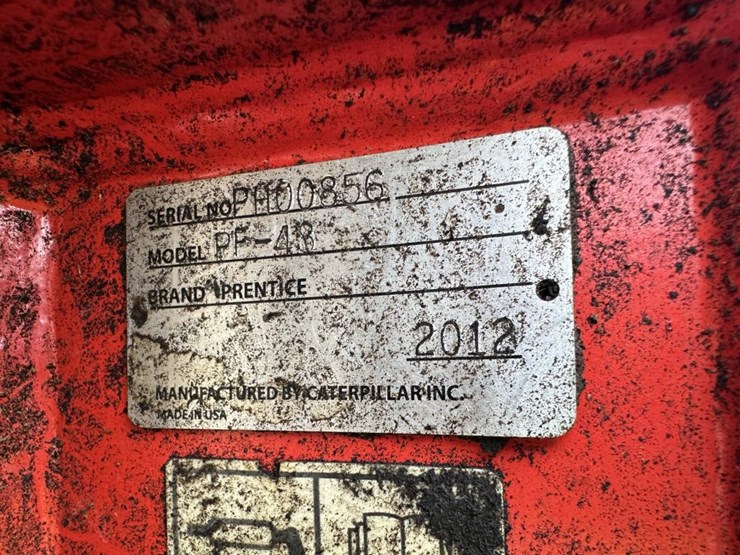 SERIAL NO PH00856
MODEL PF-48
BRAND PRENTICE
2012
MANUFACTURED BY CATERPILLAR INC.
MADE IN USA